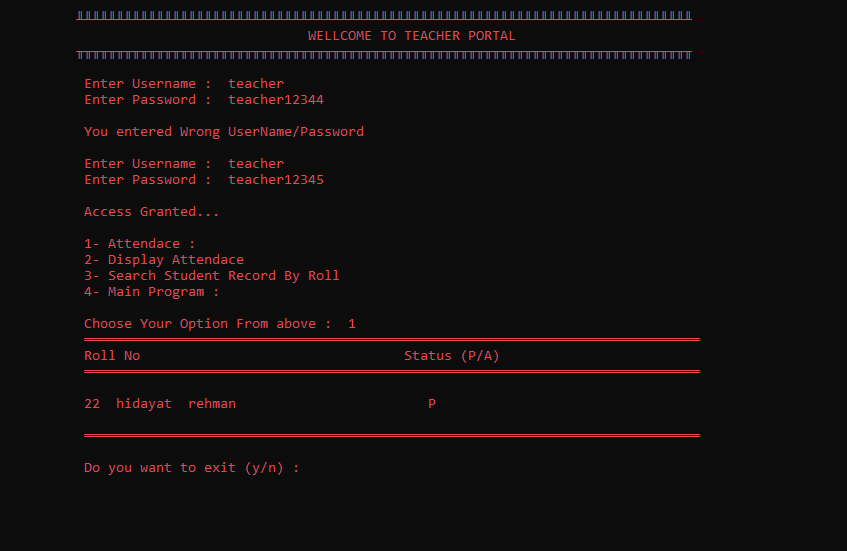 WELLCOME TO TEACHER PORTAL
Enter Username :  teacher
Enter Password :  teacher12344
You entered Wrong UserName/Password
Enter Username :  teacher
Enter Password :  teacher12345
Access Granted...
1- Attendace :
2- Display Attendace
3- Search Student Record By Roll
4- Main Program :
Choose Your Option From above :  1
Roll No                                 Status (P/A)
22  hidayat  rehman                        P
Do you want to exit (y/n) :